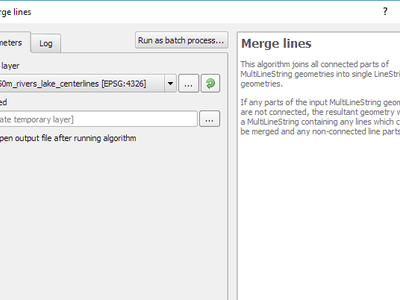 rge lines
?
meters
Log
Run as batch process...
Merge lines
layer
50m_rivers_lake_centerlines [EPSG:4326]
...
ed
ate temporary layer]
...
pen output file after running algorithm
This algorithm joins all connected parts of
MultiLineString geometries into single LineStrin
geometries.
If any parts of the input MultiLineString geom
are not connected, the resultant geometry w
a MultiLineString containing any lines which c
be merged and any non-connected line parts